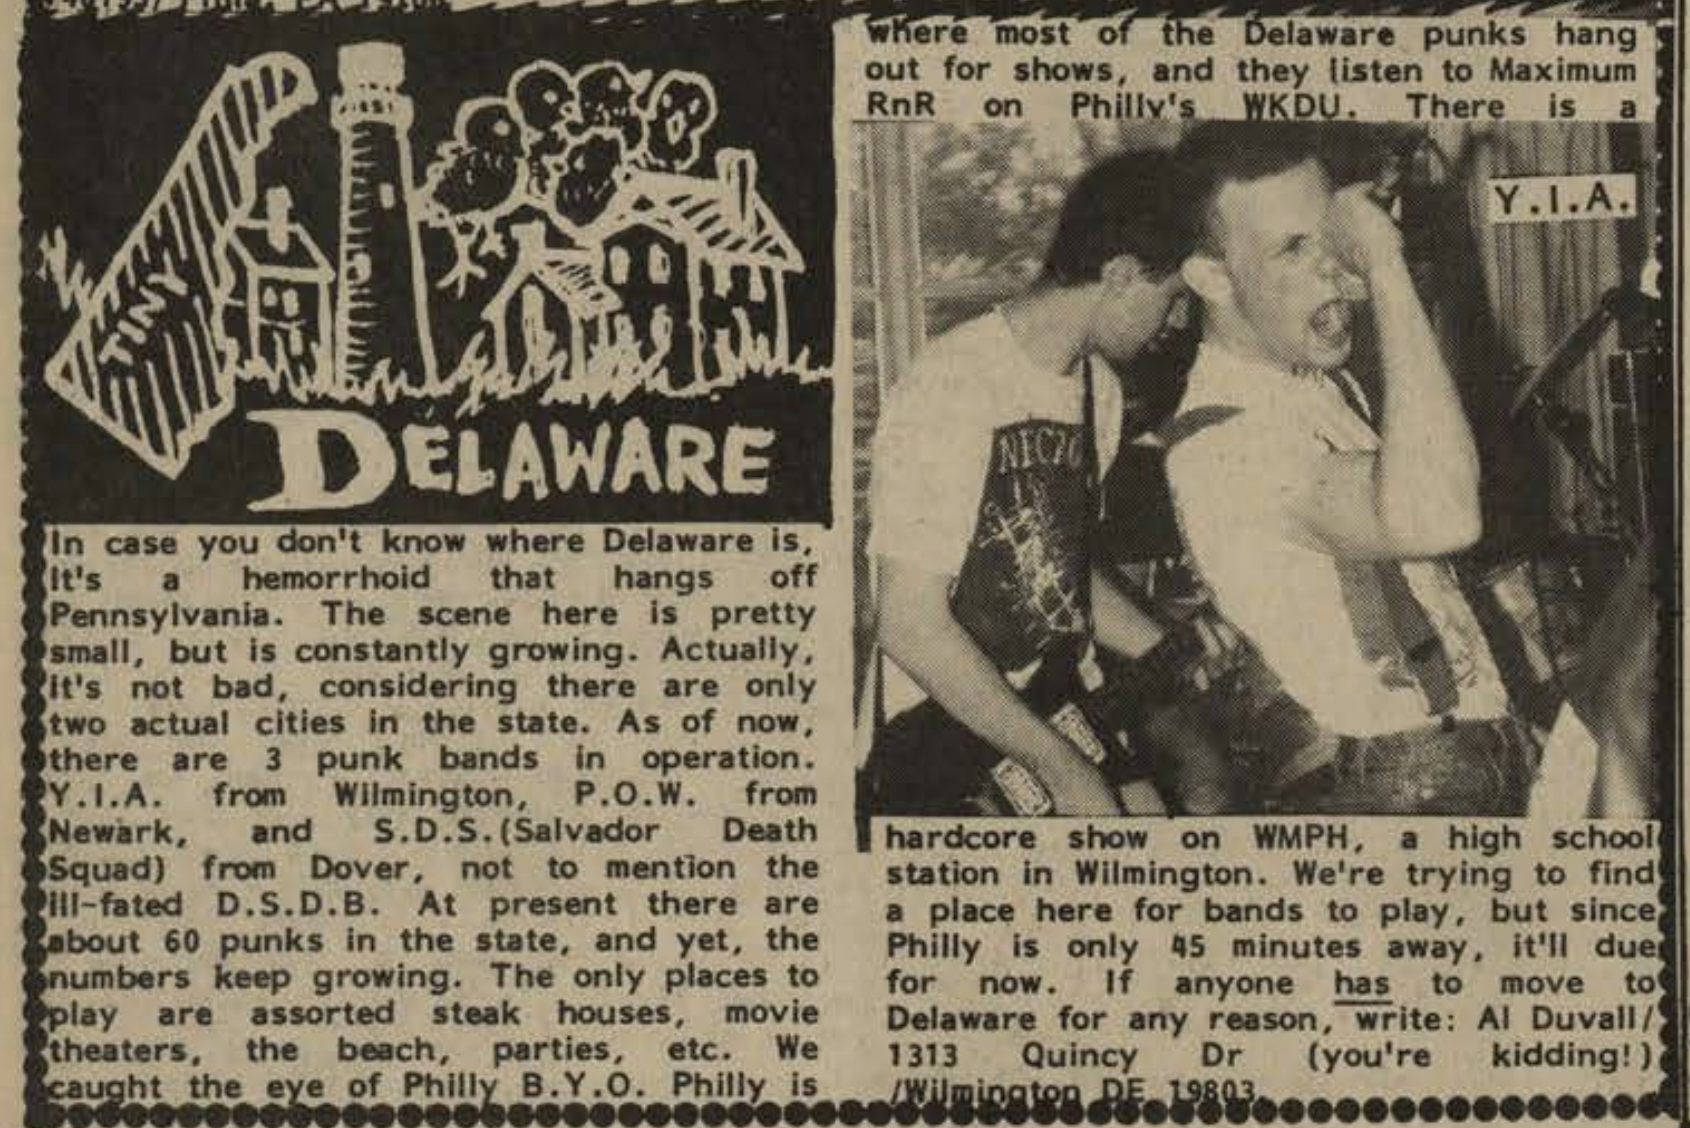 TINY
DELAWARE
In case you don't know where Delaware is,
it's a hemorrhoid that hangs off
Pennsylvania. The scene here is pretty
small, but is constantly growing. Actually,
it's not bad, considering there are only
two actual cities in the state. As of now,
there are 3 punk bands in operation.
Y.I.A. from Wilmington, P.O.W. from
Newark, and S.D.S.(Salvador Death
Squad) from Dover, not to mention the
ill-fated D.S.D.B. At present there are
about 60 punks in the state, and yet, the
numbers keep growing. The only places to
play are assorted steak houses, movie
theaters, the beach, parties, etc. We
caught the eye of Philly B.Y.O. Philly is
where most of the Delaware punks hang
out for shows, and they listen to Maximum
RnR on Philly's WKDU. There is a
Y.I.A.
NECRO
hardcore show on WMPH, a high school
station in Wilmington. We're trying to find
a place here for bands to play, but since
Philly is only 45 minutes away, it'll due
for now. If anyone has to move to
Delaware for any reason, write: Al Duvall/
1313 Quincy Dr (you're kidding!)
/Wilmington DE 19803.